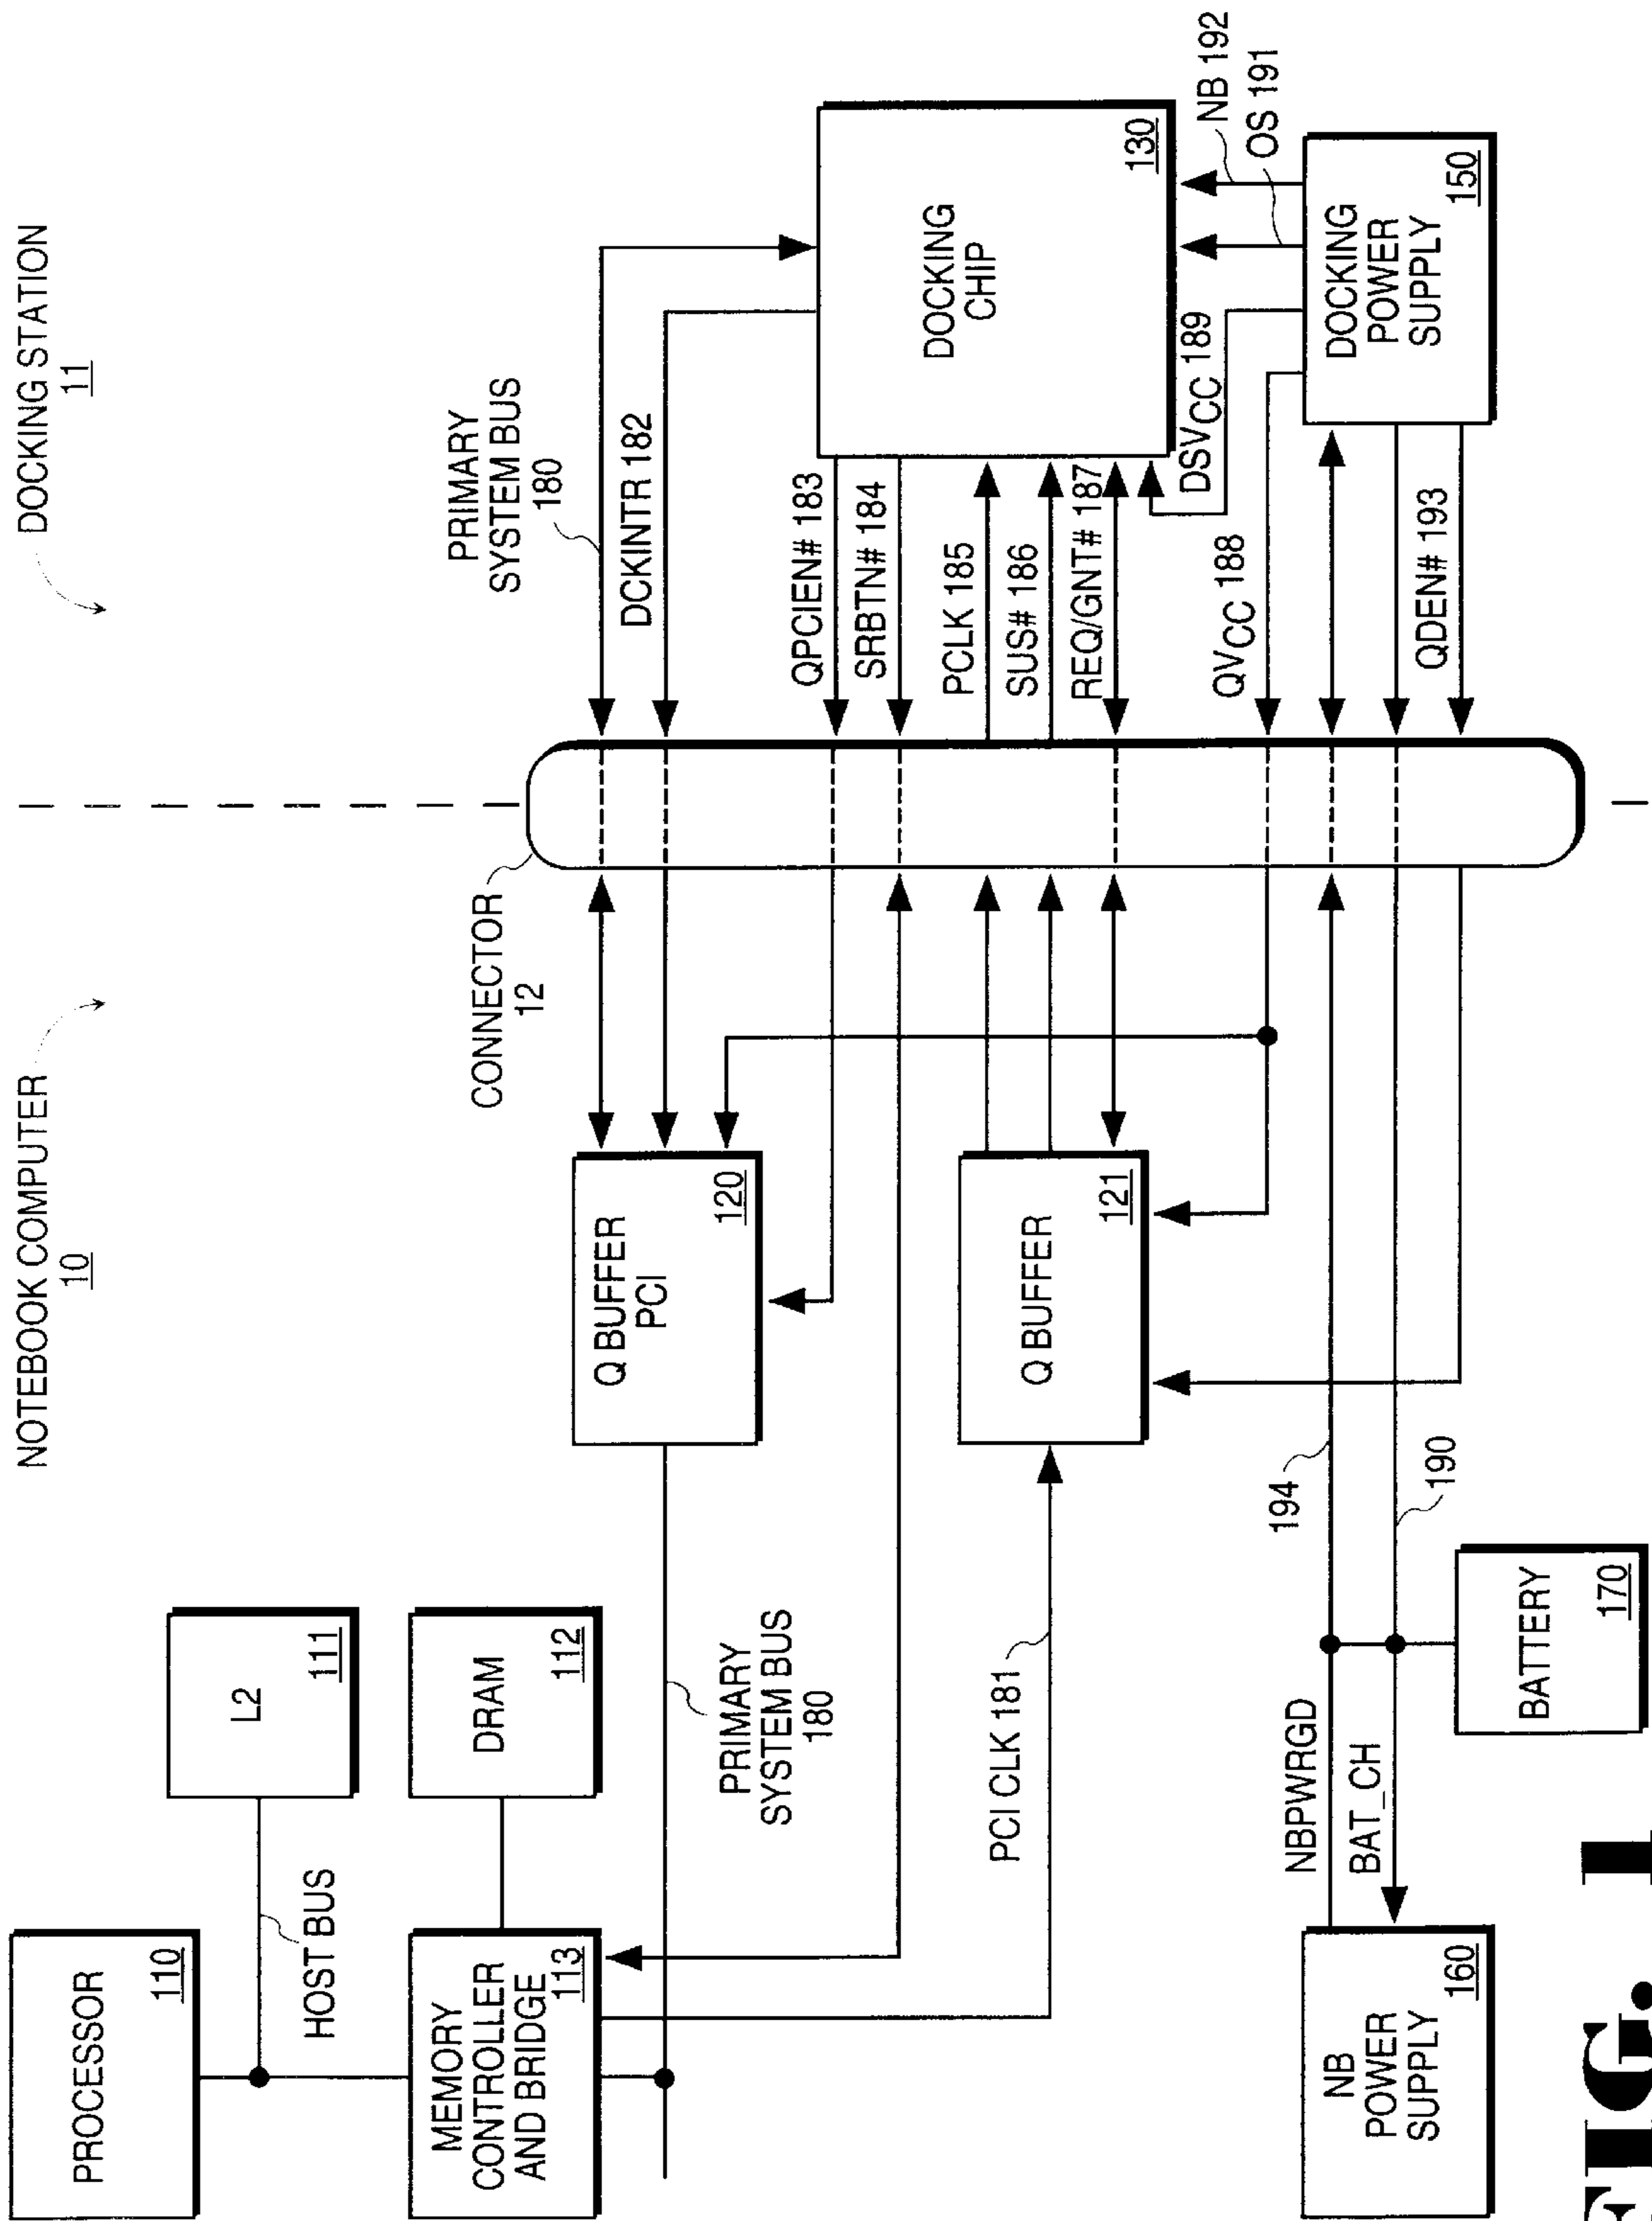 NOTEBOOK COMPUTER
10
DOCKING STATION
11
PROCESSOR
110
L2
111
HOST BUS
MEMORY
CONTROLLER
AND BRIDGE
113
DRAM
112
PRIMARY
SYSTEM BUS
180
Q BUFFER
PCI
120
CONNECTOR
12
PRIMARY
SYSTEM BUS
180
DCKINTR 182
QPCIEN# 183
SRBTN# 184
PCLK 185
SUS# 186
REQ/GNT# 187
DOCKING
CHIP
130
PCI CLK 181
Q BUFFER
121
DSVCC 189
QVCC 188
NB 192
OS 191
NB
POWER
SUPPLY
160
NBPWRGD
BAT_CH
194
190
BATTERY
170
QDEN# 193
DOCKING
POWER
SUPPLY
150
FIG. 1